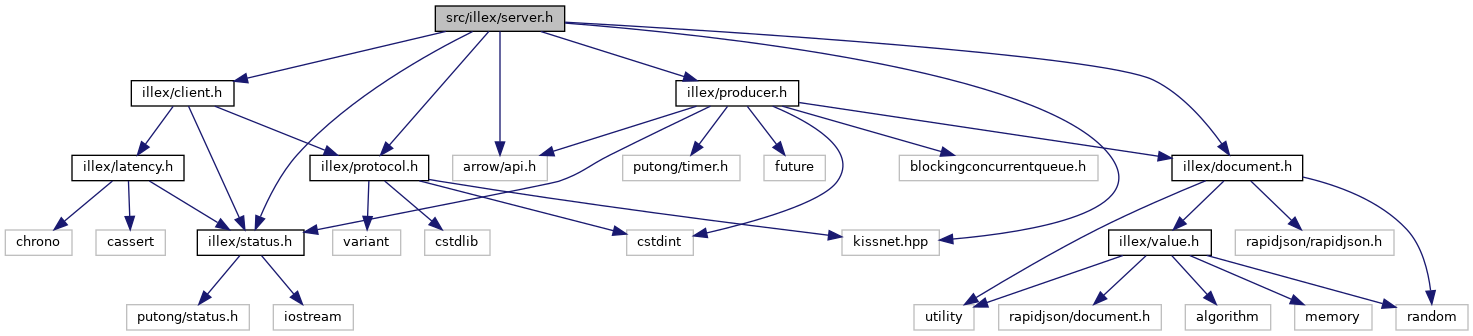 src/illex/server.h
illex/client.h
illex/producer.h
illex/latency.h
illex/protocol.h
arrow/api.h
putong/timer.h
future
blockingconcurrentqueue.h
illex/document.h
chrono
cassert
illex/status.h
variant
cstdlib
cstdint
kissnet.hpp
illex/value.h
rapidjson/rapidjson.h
putong/status.h
iostream
utility
rapidjson/document.h
algorithm
memory
random